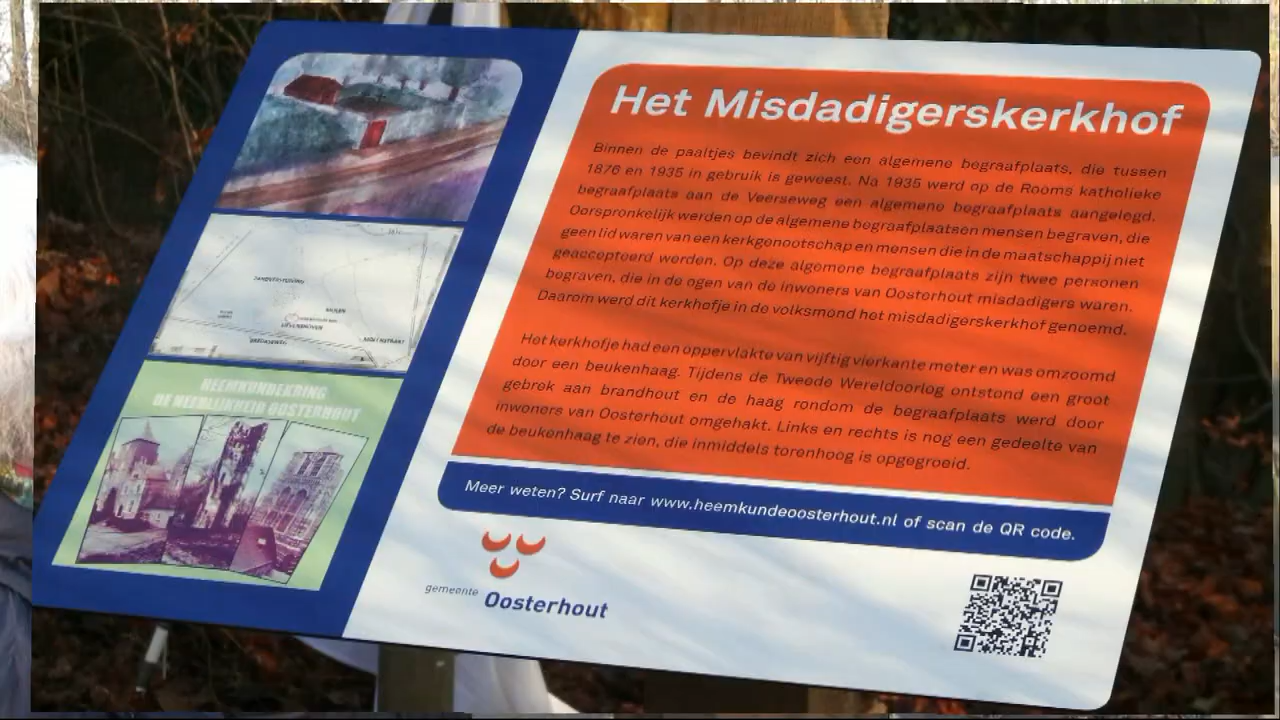 Het Misdadigerskerkhof
Binnen de paaltjes bevindt zich een algemene begraafplaats, die tussen
1876 en 1935 in gebruik is geweest. Na 1935 werd op de Rooms katholieke
begraafplaats aan de Veerseweg een algemene begraafplaats aangelegd.
Oorspronkelijk werden op de algemene begraafplaatsen mensen begraven, die
geen lid waren van een kerkgenootschap en mensen die in de maatschappij niet
geaccepteerd werden. Op deze algemene begraafplaats zijn twee personen
begraven, die in de ogen van de inwoners van Oosterhout misdadigers waren.
Daarom werd dit kerkhofje in de volksmond het misdadigerskerkhof genoemd.
Het kerkhofje had een oppervlakte van vijftig vierkante meter en was omzoomd
door een beukenhaag. Tijdens de Tweede Wereldoorlog ontstond een groot
gebrek aan brandhout en de haag rondom de begraafplaats werd door
inwoners van Oosterhout omgehakt. Links en rechts is nog een gedeelte van
de beukenhaag te zien, die inmiddels torenhoog is opgegroeid.
Meer weten? Surf naar www.heemkundeoosterhout.nl of scan de QR code.
HEEMKUNDEKRING
DE HEERLIJKHEID OOSTERHOUT
gemeente Oosterhout